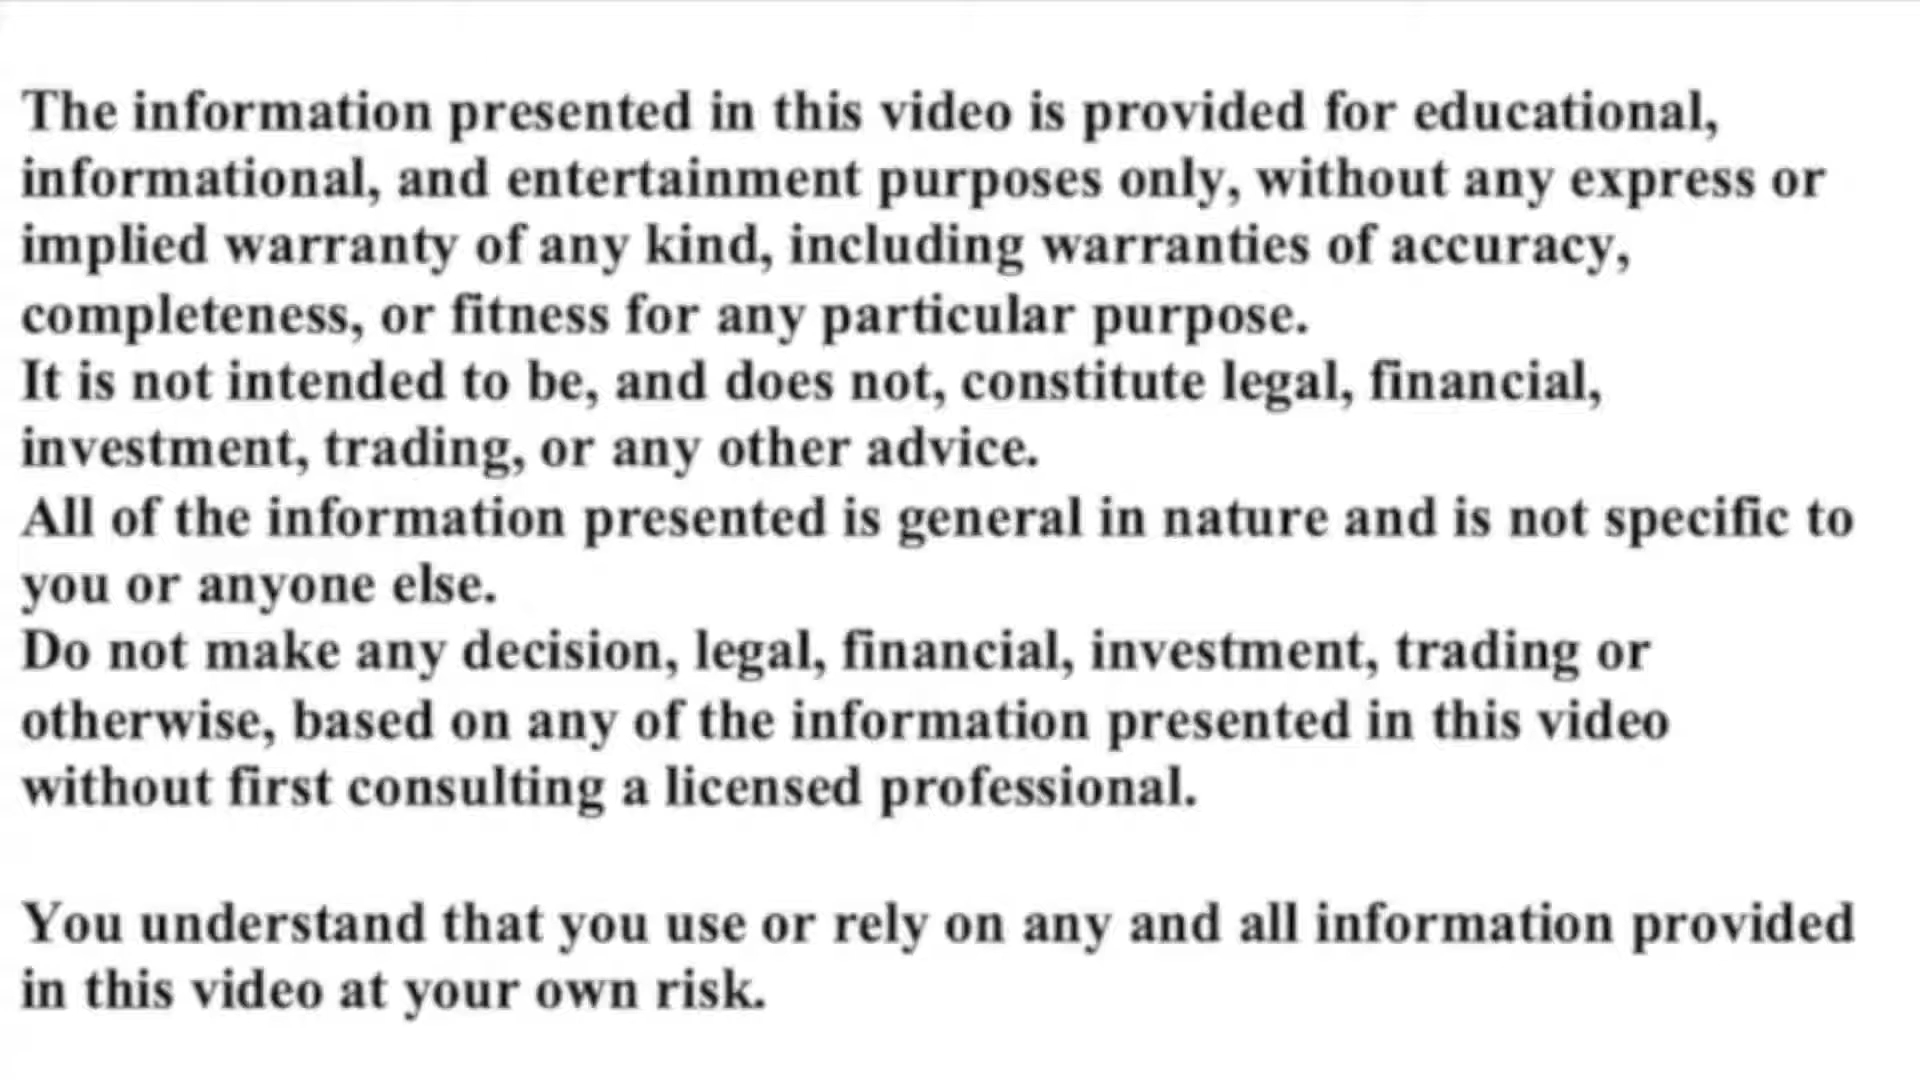 The information presented in this video is provided for educational,
informational, and entertainment purposes only, without any express or
implied warranty of any kind, including warranties of accuracy,
completeness, or fitness for any particular purpose.
It is not intended to be, and does not, constitute legal, financial,
investment, trading, or any other advice.
All of the information presented is general in nature and is not specific to
you or anyone else.
Do not make any decision, legal, financial, investment, trading or
otherwise, based on any of the information presented in this video
without first consulting a licensed professional.
You understand that you use or rely on any and all information provided
in this video at your own risk.